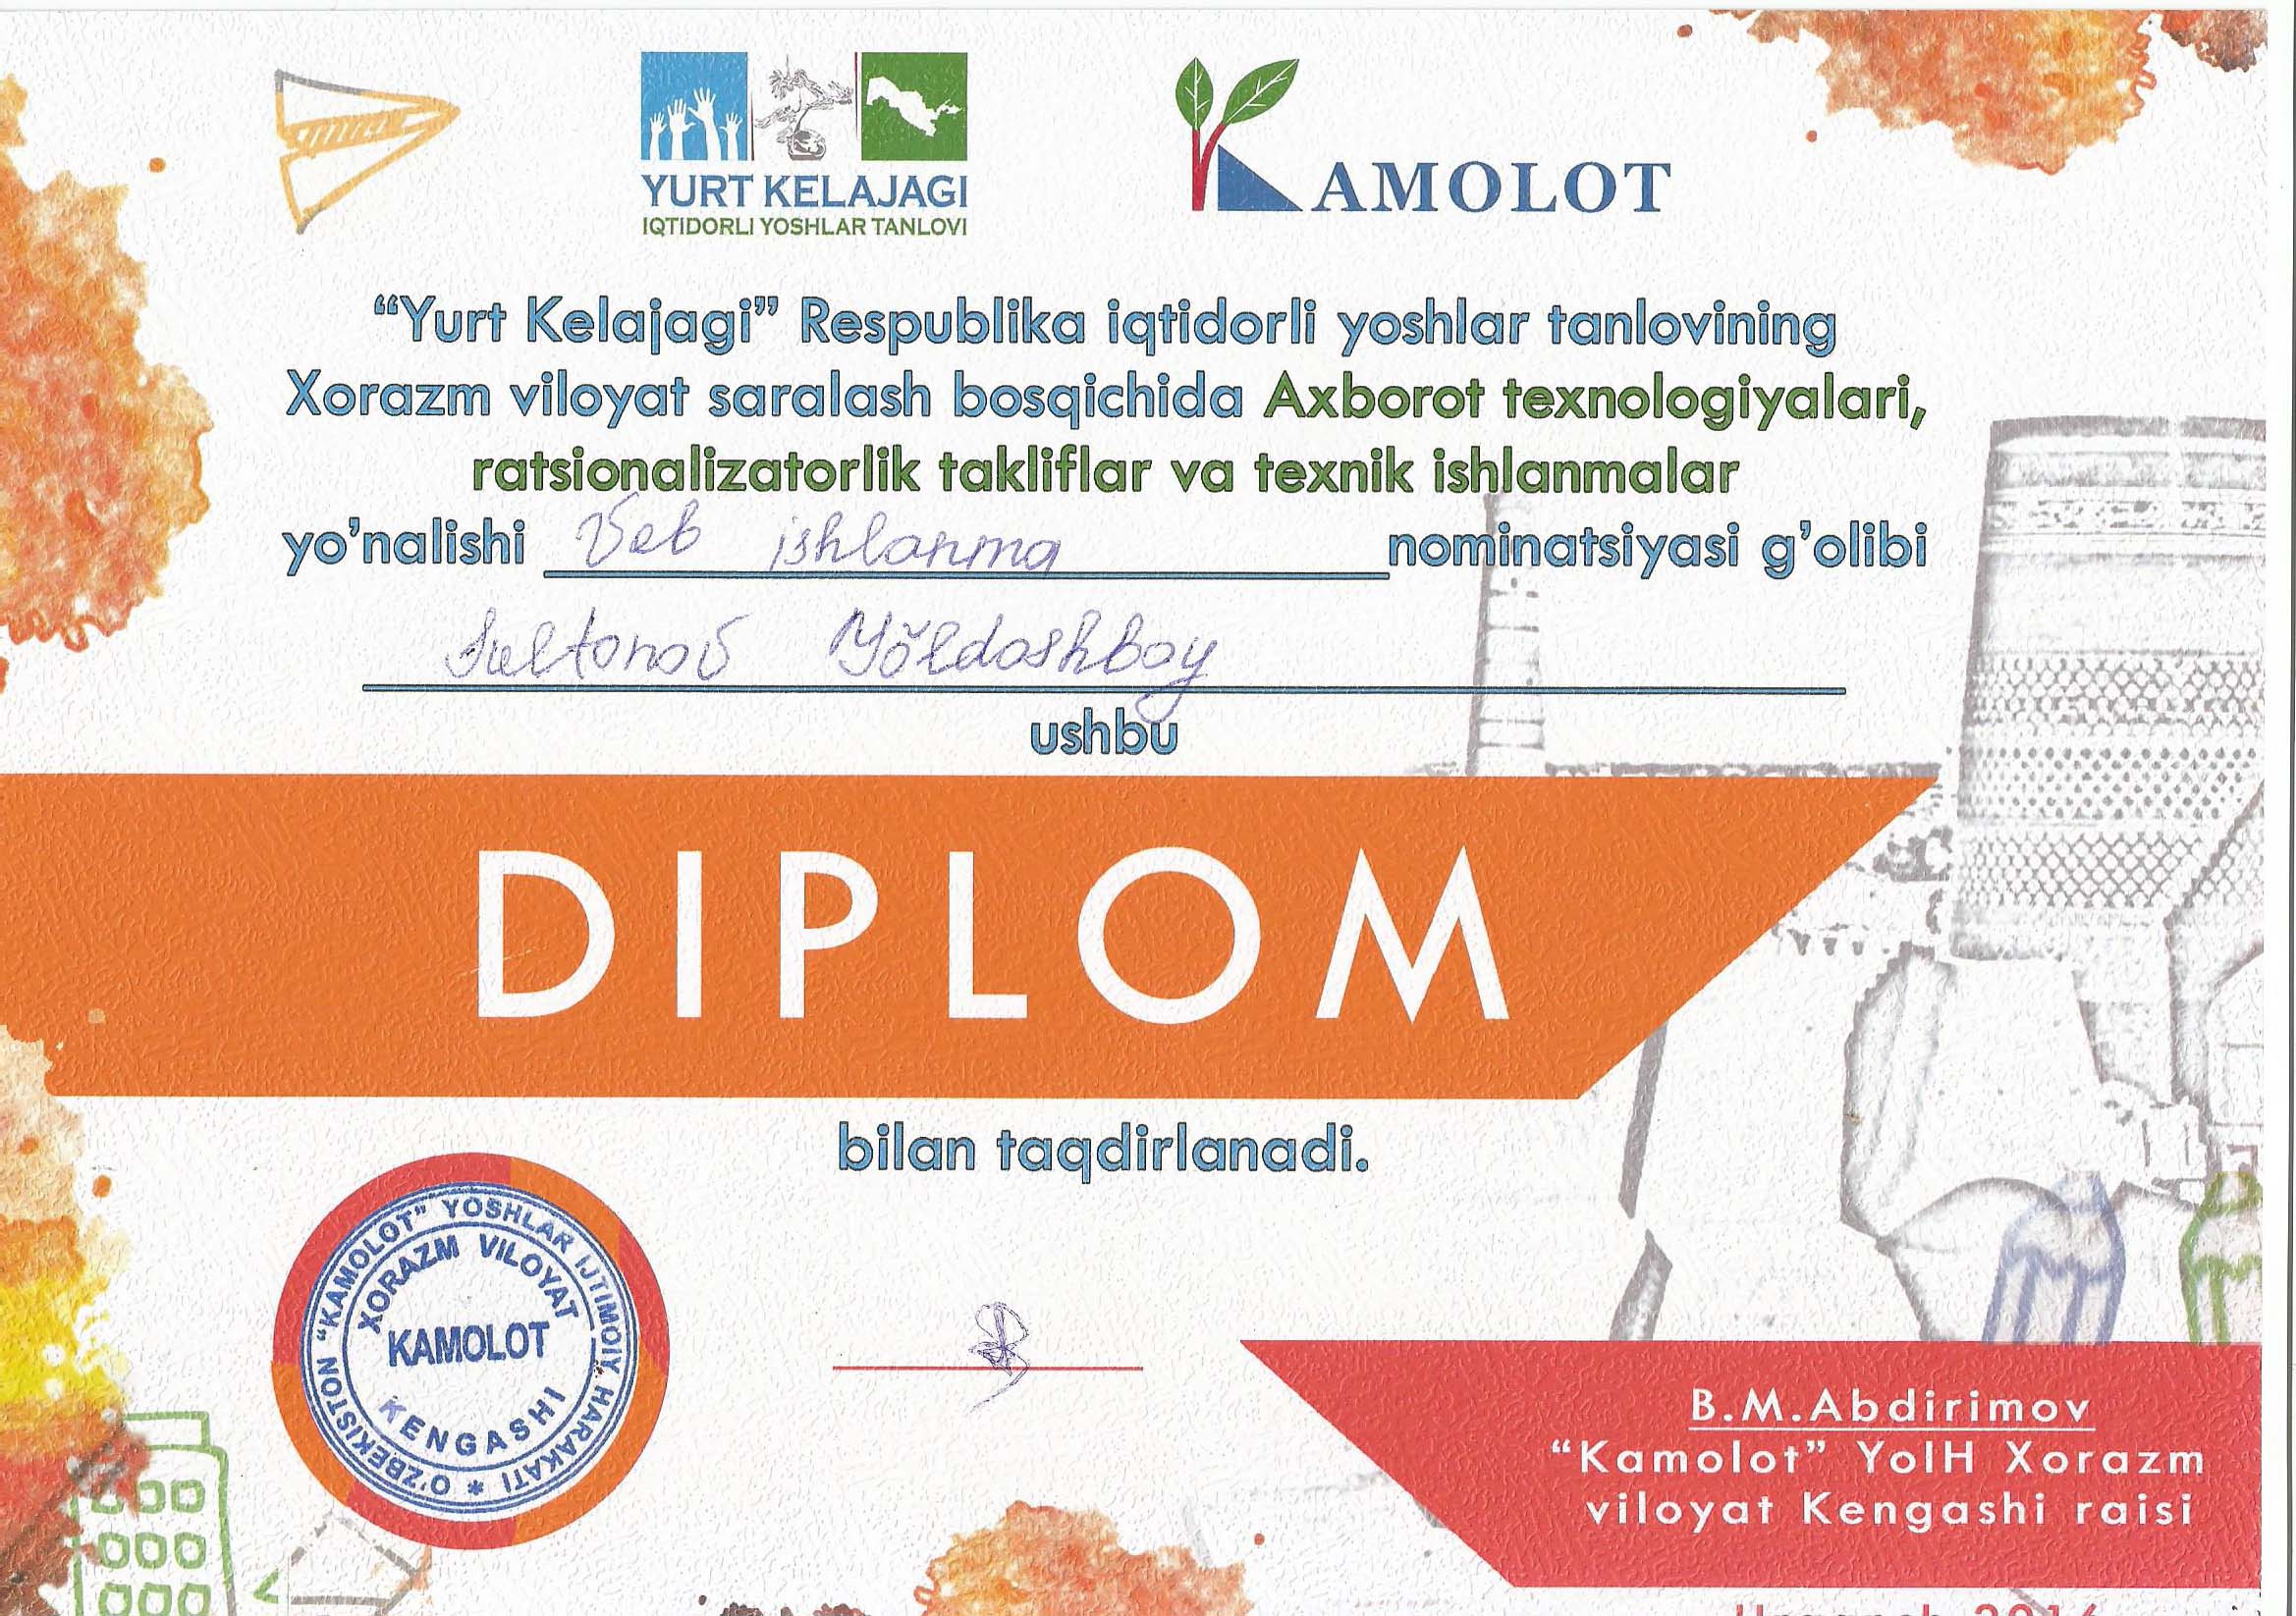 YURT KELAJAGI
IQTIDORLI YOSHLAR TANLOVI
KAMOLOT
“Yurt Kelajagi” Respublika iqtidorli yoshlar tanlovining
Xorazm viloyat saralash bosqichida Axborot texnologiyalari,
ratsionalizatorlik takliflar va texnik ishlanmalar
yo’nalishi Veb ishlanma nominatsiyasi g’olibi
Sultonov Yŏldoshboy
ushbu
DIPLOM
bilan taqdirlanadi.
O‘ZBEKISTON “KAMOLOT” YOSHLAR IJTIMOIY HARAKATI *
XORAZM VILOYAT
KAMOLOT
KENGASHI
B.M.Abdirimov
“Kamolot” YoIH Xorazm
viloyat Kengashi raisi